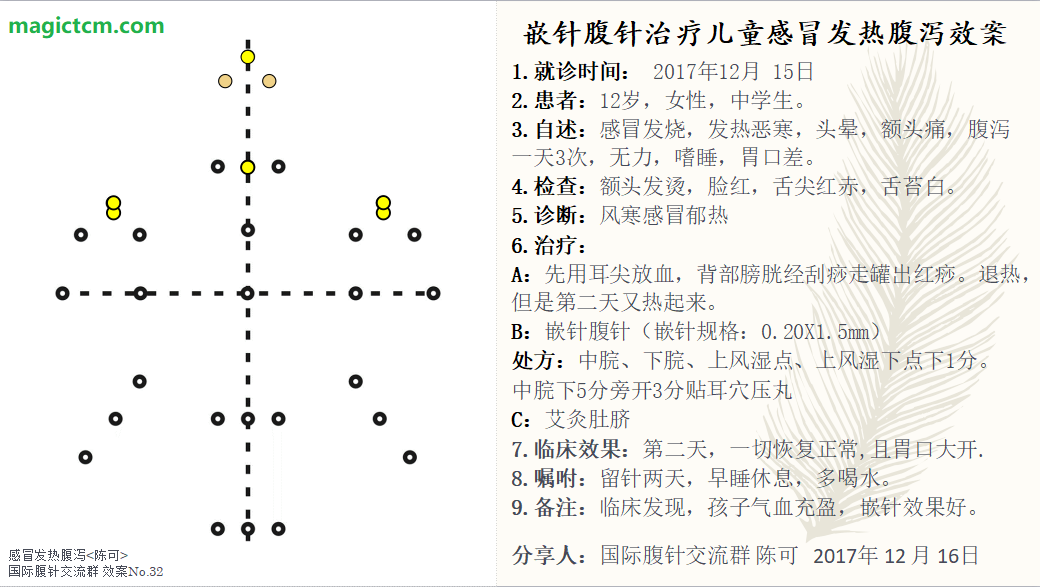 magictcm.com
感冒发热腹泻<陈可>
国际腹针交流群 效案No.32
嵌针腹针治疗儿童感冒发热腹泻效案
1.就诊时间： 2017年12月 15日
2.患者：12岁，女性，中学生。
3.自述：感冒发烧，发热恶寒，头晕，额头痛，腹泻
一天3次，无力，嗜睡，胃口差。
4.检查：额头发烫，脸红，舌尖红赤，舌苔白。
5.诊断：风寒感冒郁热
6.治疗：
A：先用耳尖放血，背部膀胱经刮痧走罐出红痧。退热，
但是第二天又热起来。
B：嵌针腹针（嵌针规格：0.20X1.5mm）
处方：中脘、下脘、上风湿点、上风湿下点下1分。
中脘下5分旁开3分贴耳穴压丸
C：艾灸肚脐
7.临床效果：第二天，一切恢复正常,且胃口大开.
8.嘱咐：留针两天，早睡休息，多喝水。
9.备注：临床发现，孩子气血充盈，嵌针效果好。
分享人：国际腹针交流群 陈可 2017年 12 月 16日